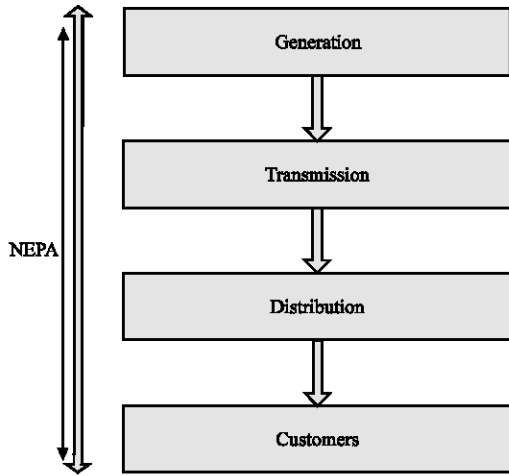 Generation
Transmission
NEPA
Distribution
Customers